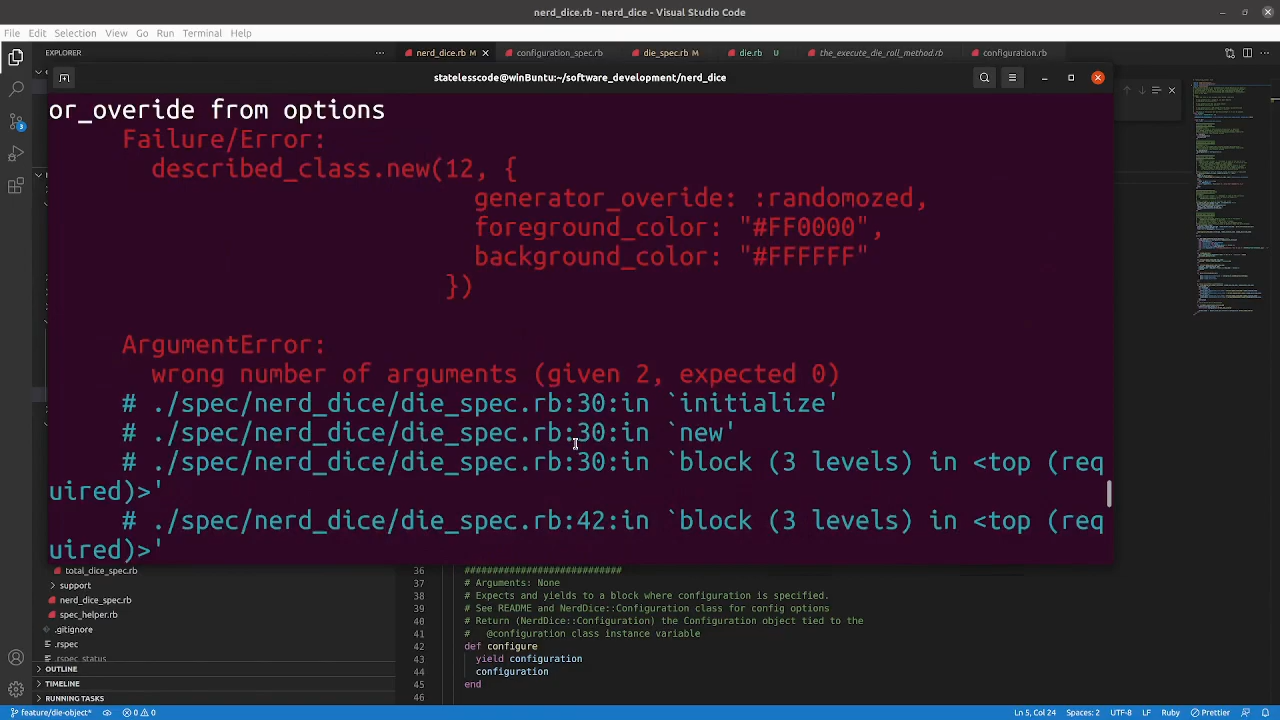 nerd_dice.rb - nerd_dice - Visual Studio Code
File Edit Selection View Go Run Terminal Help
EXPLORER
nerd_dice.rb M
configuration_spec.rb
die_spec.rb M
die.rb U
the_execute_die_roll_method.rb
configuration.rb
statelesscode@winBuntu:~/software_development/nerd_dice
or_overide from options
Failure/Error:
described_class.new(12, {
generator_overide: :randomozed,
foreground_color: "#FF0000",
background_color: "#FFFFFF"
})
ArgumentError:
wrong number of arguments (given 2, expected 0)
# ./spec/nerd_dice/die_spec.rb:30:in `initialize'
# ./spec/nerd_dice/die_spec.rb:30:in `new'
# ./spec/nerd_dice/die_spec.rb:30:in `block (3 levels) in <top (req
uired)>'
# ./spec/nerd_dice/die_spec.rb:42:in `block (3 levels) in <top (req
uired)>'
total_dice_spec.rb
support
nerd_dice_spec.rb
spec_helper.rb
.gitignore
.rspec
.rspec_status
OUTLINE
TIMELINE
RUNNING TASKS
36 ############################
37 # Arguments: None
38 # Expects and yields to a block where configuration is specified.
39 # See README and NerdDice::Configuration class for config options
40 # Return (NerdDice::Configuration) the Configuration object tied to the
41 # @configuration class instance variable
42 def configure
43 yield configuration
44 configuration
45 end
46
3
feature/die-object* 0 0
Ln 5, Col 24 Spaces: 2 UTF-8 LF Ruby Prettier